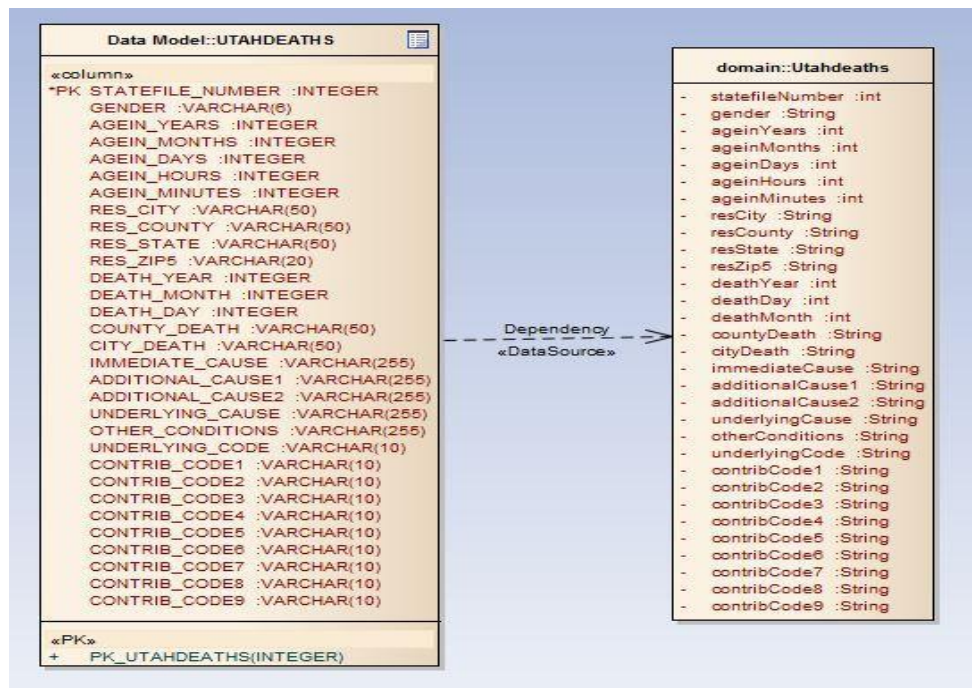 Data Model::UTAHDEATHS
«column»
*PK STATEFILE_NUMBER :INTEGER
GENDER :VARCHAR(6)
AGEIN_YEARS :INTEGER
AGEIN_MONTHS :INTEGER
AGEIN_DAYS :INTEGER
AGEIN_HOURS :INTEGER
AGEIN_MINUTES :INTEGER
RES_CITY :VARCHAR(50)
RES_COUNTY :VARCHAR(50)
RES_STATE :VARCHAR(50)
RES_ZIP5 :VARCHAR(20)
DEATH_YEAR :INTEGER
DEATH_MONTH :INTEGER
DEATH_DAY :INTEGER
COUNTY_DEATH :VARCHAR(50)
CITY_DEATH :VARCHAR(50)
IMMEDIATE_CAUSE :VARCHAR(255)
ADDITIONAL_CAUSE1 :VARCHAR(255)
ADDITIONAL_CAUSE2 :VARCHAR(255)
UNDERLYING_CAUSE :VARCHAR(255)
OTHER_CONDITIONS :VARCHAR(255)
UNDERLYING_CODE :VARCHAR(10)
CONTRIB_CODE1 :VARCHAR(10)
CONTRIB_CODE2 :VARCHAR(10)
CONTRIB_CODE3 :VARCHAR(10)
CONTRIB_CODE4 :VARCHAR(10)
CONTRIB_CODE5 :VARCHAR(10)
CONTRIB_CODE6 :VARCHAR(10)
CONTRIB_CODE7 :VARCHAR(10)
CONTRIB_CODE8 :VARCHAR(10)
CONTRIB_CODE9 :VARCHAR(10)
«PK»
+ PK_UTAHDEATHS(INTEGER)
Dependency
«DataSource»
domain::Utahdeaths
- statefileNumber :int
- gender :String
- ageinYears :int
- ageinMonths :int
- ageinDays :int
- ageinHours :int
- ageinMinutes :int
- resCity :String
- resCounty :String
- resState :String
- resZip5 :String
- deathYear :int
- deathDay :int
- deathMonth :int
- countyDeath :String
- cityDeath :String
- immediateCause :String
- additionalCause1 :String
- additionalCause2 :String
- underlyingCause :String
- otherConditions :String
- underlyingCode :String
- contribCode1 :String
- contribCode2 :String
- contribCode3 :String
- contribCode4 :String
- contribCode5 :String
- contribCode6 :String
- contribCode7 :String
- contribCode8 :String
- contribCode9 :String